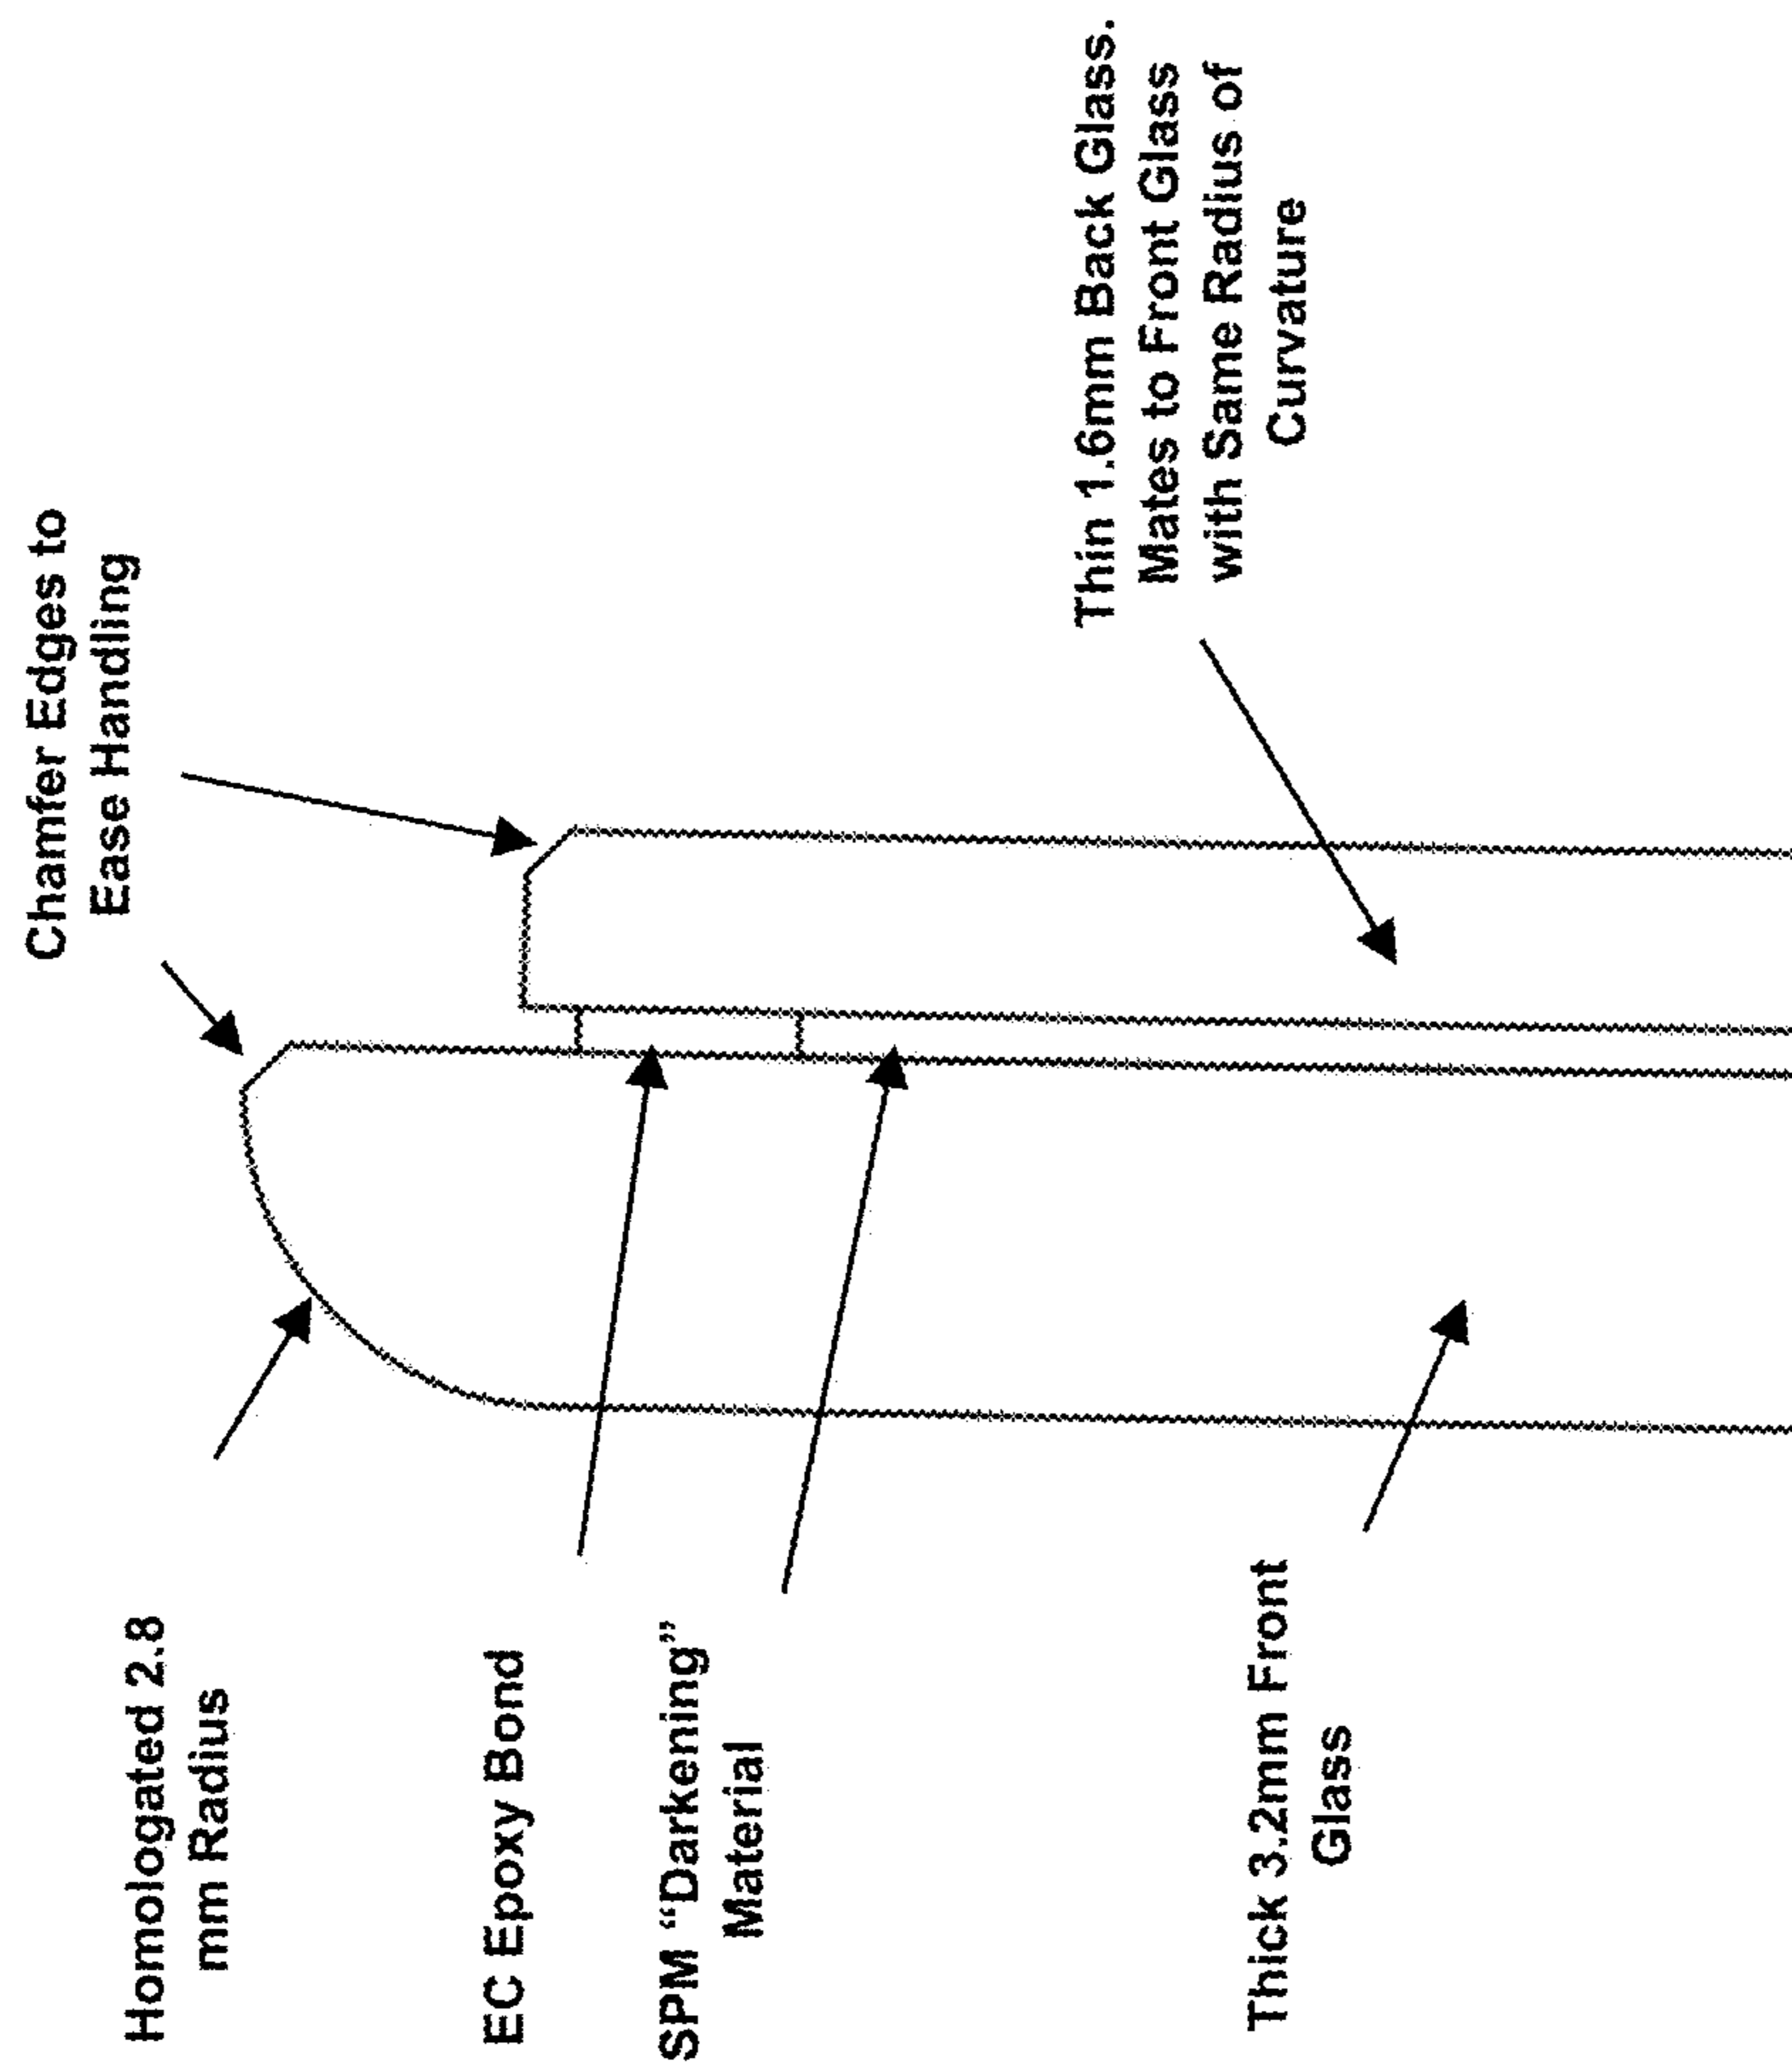 Chamfer Edges to
Ease Handling
Homologated 2.8
mm Radius
EC Epoxy Bond
SPM “Darkening”
Material
Thick 3.2mm Front
Glass
Thin 1.6mm Back Glass.
Mates to Front Glass
with Same Radius of
Curvature